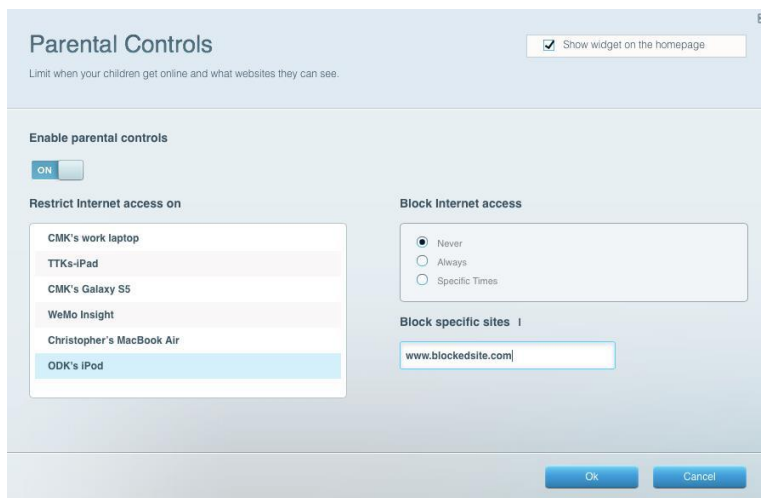 Parental Controls
Show widget on the homepage
Limit when your children get online and what websites they can see.
Enable parental controls
ON
Restrict Internet access on
CMK's work laptop
TTKs-iPad
CMK's Galaxy S5
WeMo Insight
Christopher's MacBook Air
ODK's iPod
Block Internet access
Never
Always
Specific Times
Block specific sites
www.blockedsite.com
Ok
Cancel